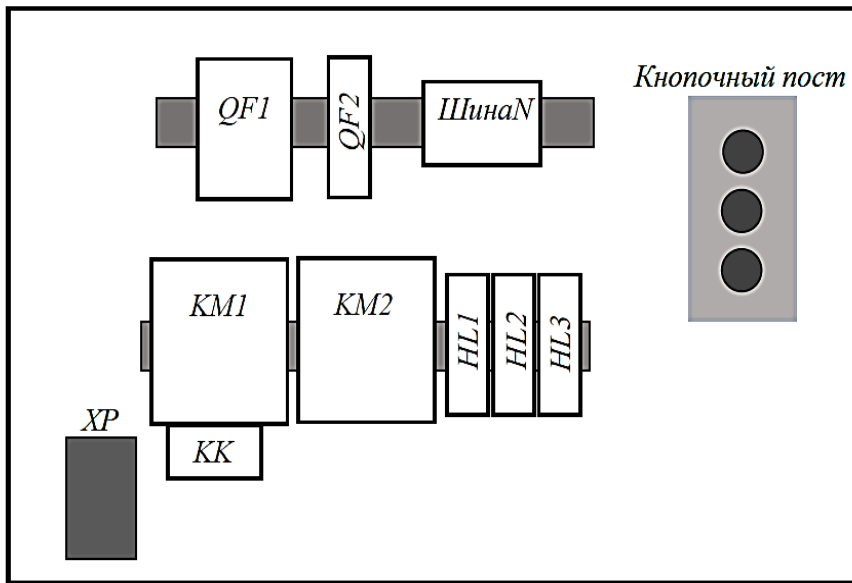 QF1
QF2
ШинаN
Кнопочный пост
KM1
KM2
HL1
HL2
HL3
XP
KK